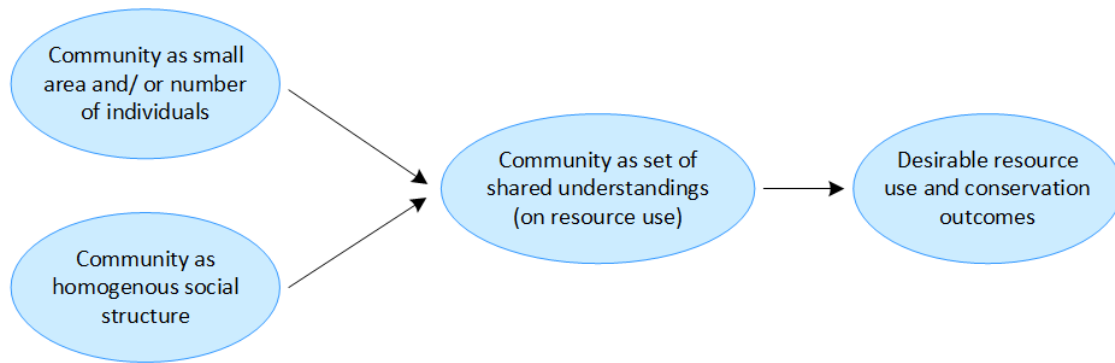 Community as small
area and/ or number
of individuals
Community as
homogenous social
structure
Community as set of
shared understandings
(on resource use)
Desirable resource
use and conservation
outcomes